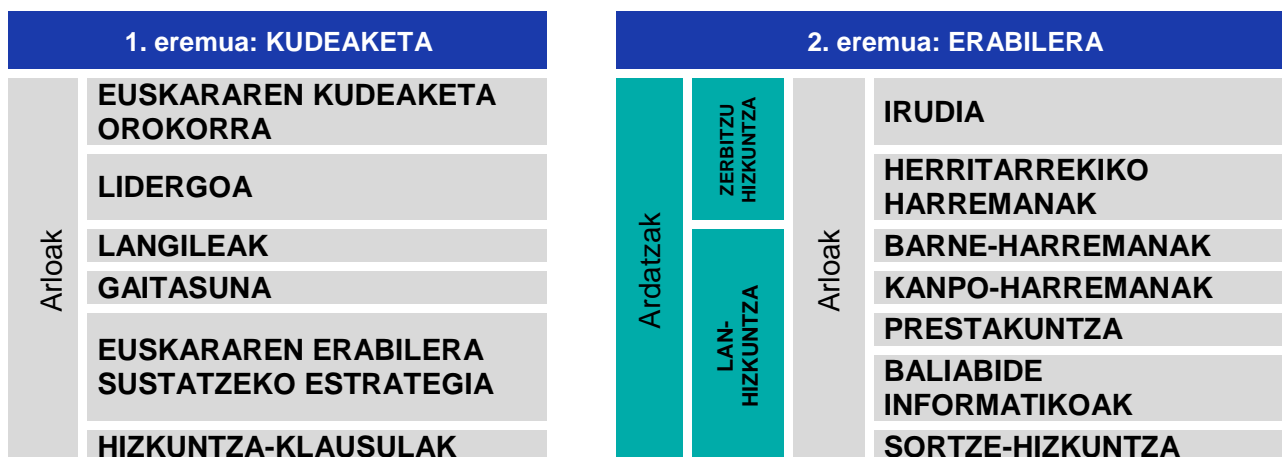 1. eremua: KUDEAKETA
Arloak
EUSKARAREN KUDEAKETA
OROKORRA
LIDERGOA
LANGILEAK
GAITASUNA
EUSKARAREN ERABILERA
SUSTATZEKO ESTRATEGIA
HIZKUNTZA-KLAUSULAK
2. eremua: ERABILERA
Ardatzak
ZERBITZU
HIZKUNTZA
LAN-
HIZKUNTZA
Arloak
IRUDIA
HERRITARREKIKO
HARREMANAK
BARNE-HARREMANAK
KANPO-HARREMANAK
PRESTAKUNTZA
BALIABIDE
INFORMATIKOAK
SORTZE-HIZKUNTZA